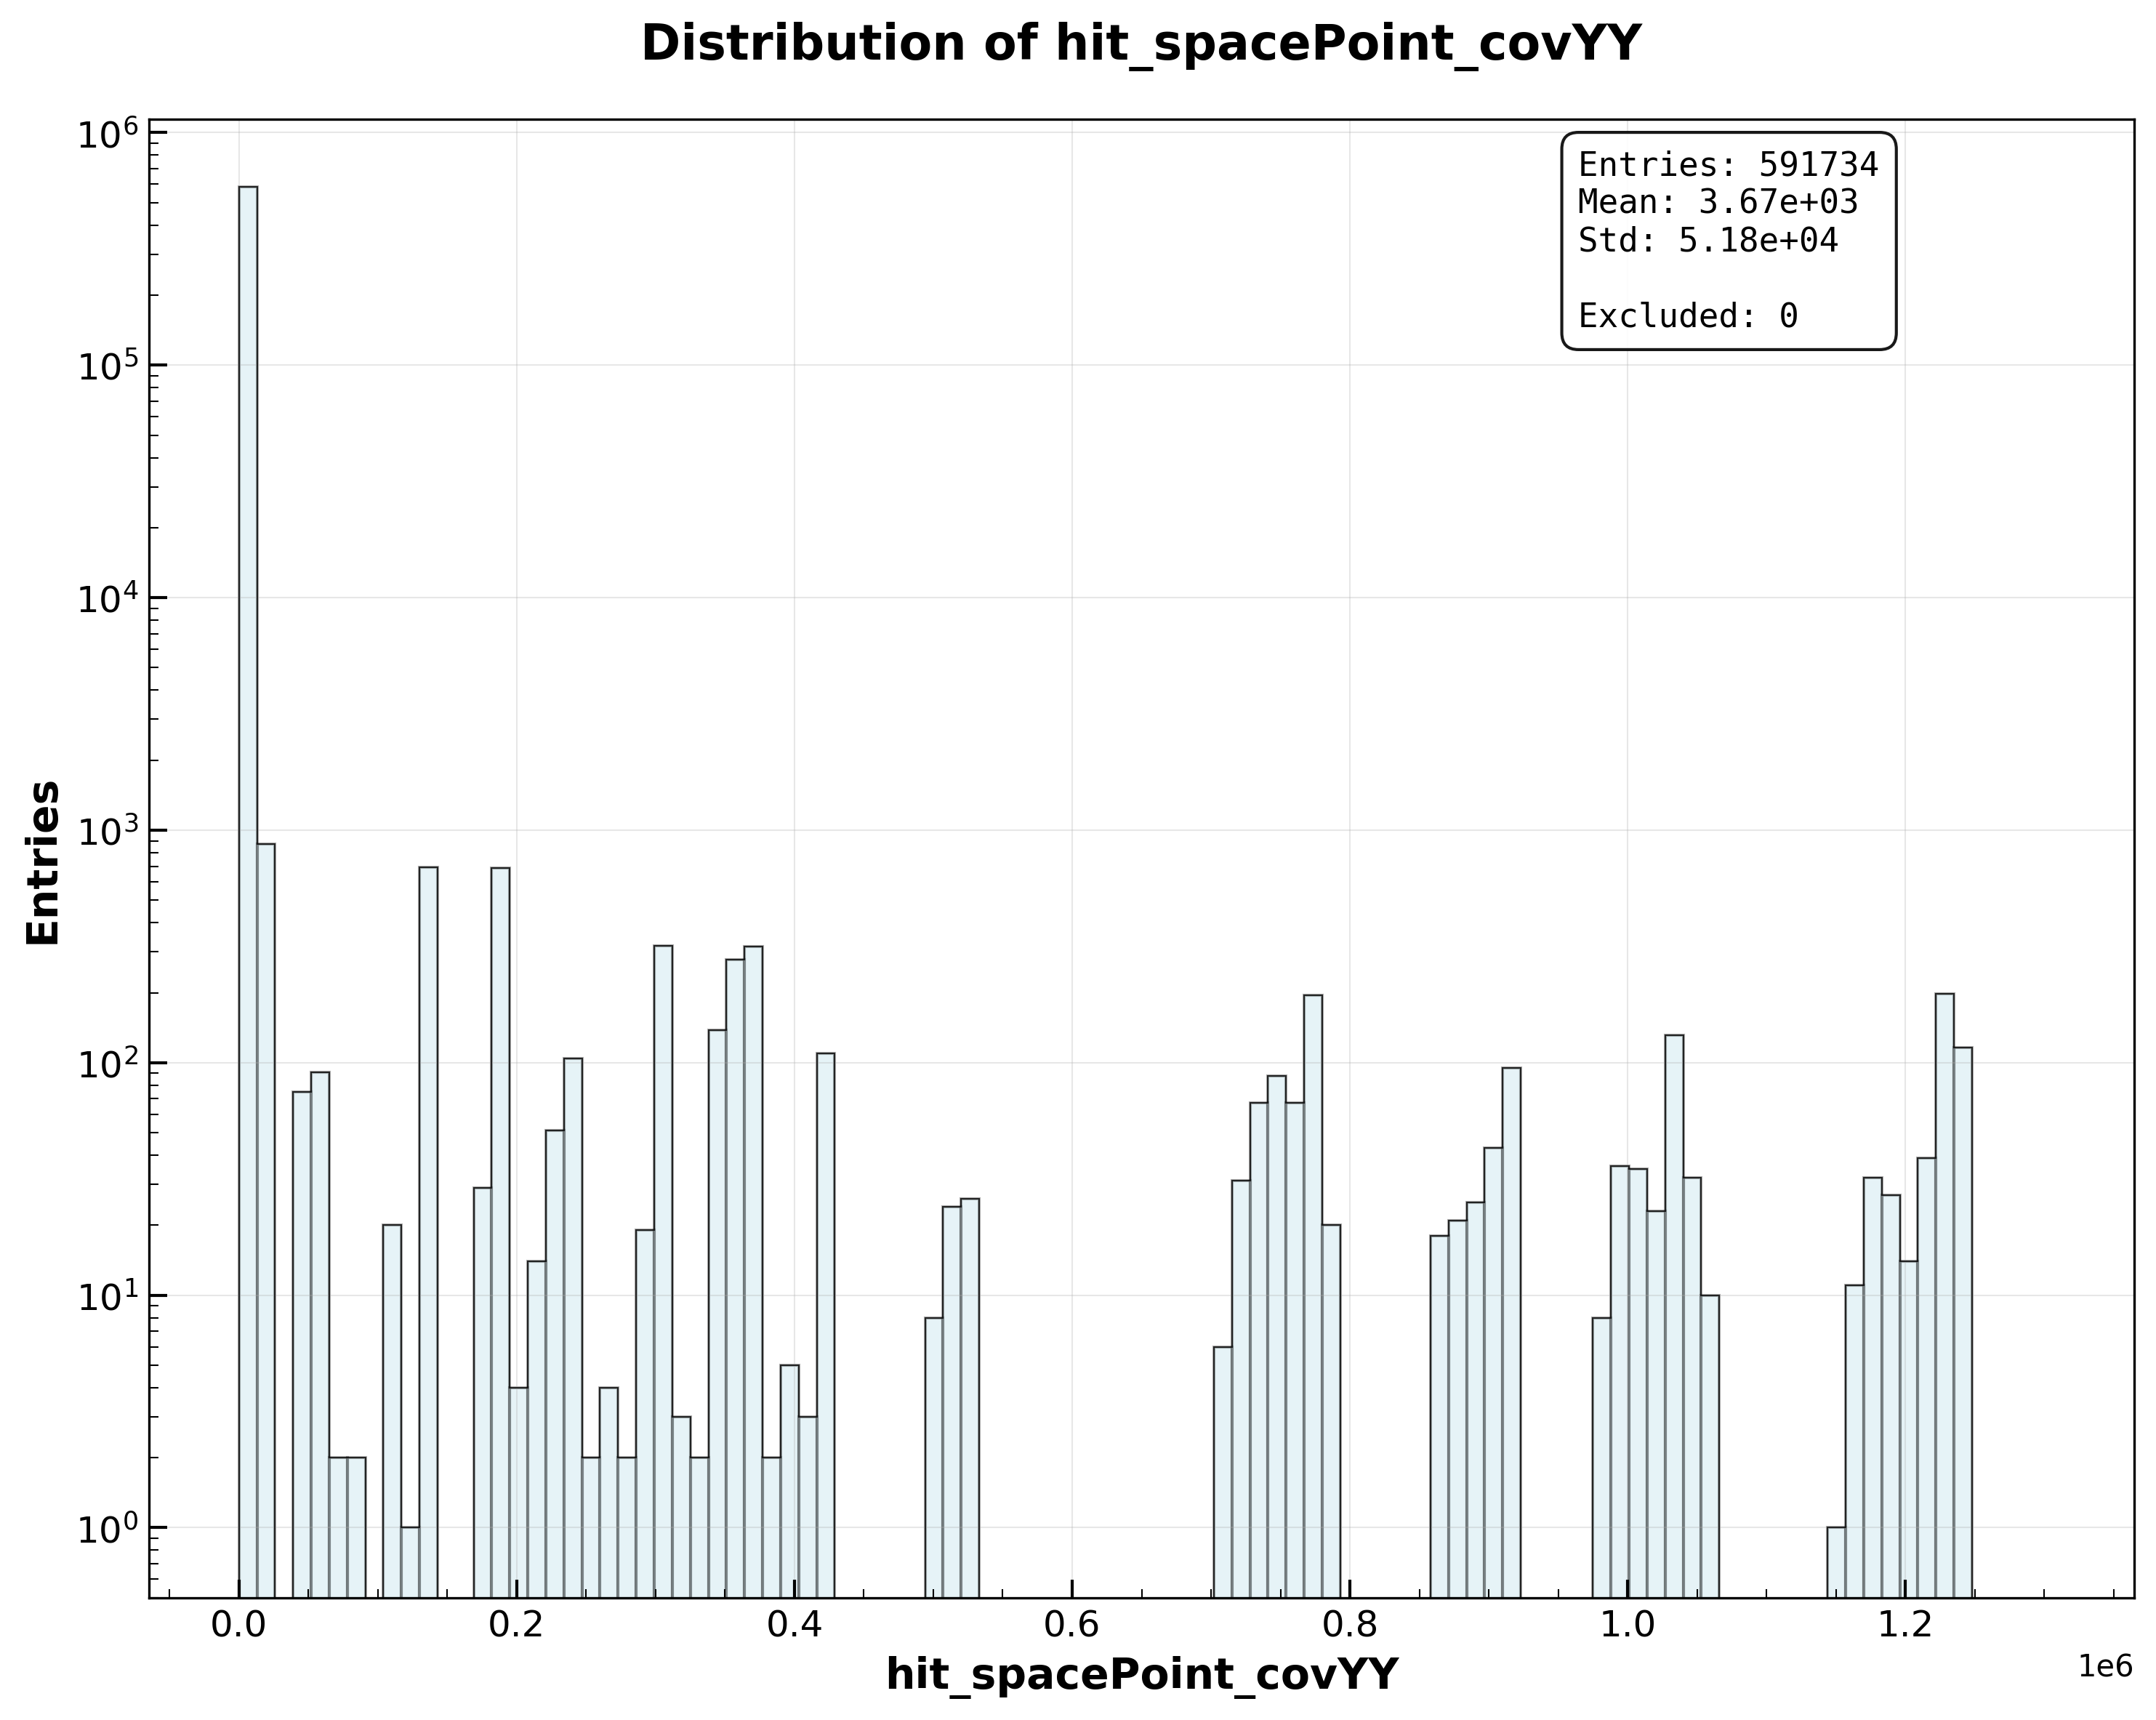 Distribution of hit_spacePoint_covYY
Entries: 591734
Mean: 3.67e+03
Std: 5.18e+04
Excluded: 0
Entries
10⁶
10⁵
10⁴
10³
10²
10¹
10⁰
0.0 0.2 0.4 0.6 0.8 1.0 1.2
1e6
hit_spacePoint_covYY